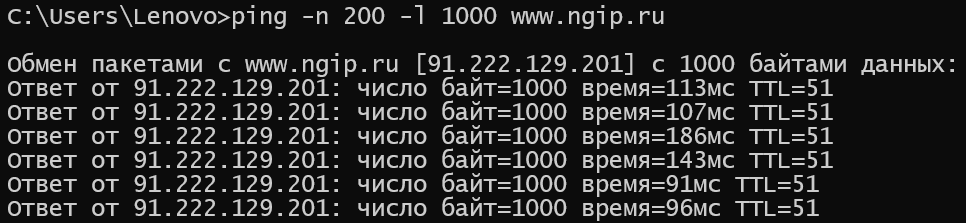 C:\Users\Lenovo>ping -n 200 -l 1000 www.ngip.ru
Обмен пакетами с www.ngip.ru [91.222.129.201] с 1000 байтами данных:
Ответ от 91.222.129.201: число байт=1000 время=113мс TTL=51
Ответ от 91.222.129.201: число байт=1000 время=107мс TTL=51
Ответ от 91.222.129.201: число байт=1000 время=186мс TTL=51
Ответ от 91.222.129.201: число байт=1000 время=143мс TTL=51
Ответ от 91.222.129.201: число байт=1000 время=91мс TTL=51
Ответ от 91.222.129.201: число байт=1000 время=96мс TTL=51